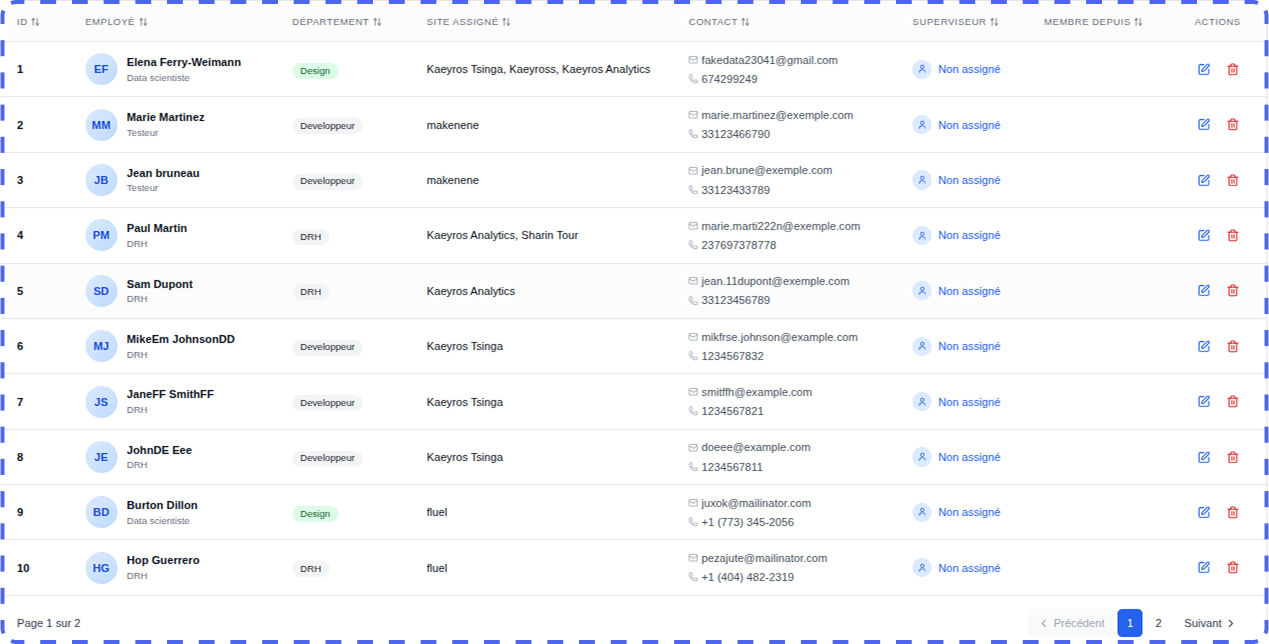 ID EMPLOYÉ DÉPARTEMENT SITE ASSIGNÉ CONTACT SUPERVISEUR MEMBRE DEPUIS ACTIONS
1 EF Elena Ferry-Weimann Data scientiste Design Kaeyros Tsinga, Kaeyross, Kaeyros Analytics fakedata23041@gmail.com 674299249 Non assigné
2 MM Marie Martinez Testeur Developpeur makenene marie.martinez@exemple.com 33123466790 Non assigné
3 JB Jean bruneau Testeur Developpeur makenene jean.brune@exemple.com 33123433789 Non assigné
4 PM Paul Martin DRH DRH Kaeyros Analytics, Sharin Tour marie.marti222n@exemple.com 237697378778 Non assigné
5 SD Sam Dupont DRH DRH Kaeyros Analytics jean.11dupont@exemple.com 33123456789 Non assigné
6 MJ MikeEm JohnsonDD DRH Developpeur Kaeyros Tsinga mikfrse.johnson@example.com 1234567832 Non assigné
7 JS JaneFF SmithFF DRH Developpeur Kaeyros Tsinga smitffh@example.com 1234567821 Non assigné
8 JE JohnDE Eee DRH Developpeur Kaeyros Tsinga doeee@example.com 1234567811 Non assigné
9 BD Burton Dillon Data scientiste Design fluel juxok@mailinator.com +1 (773) 345-2056 Non assigné
10 HG Hop Guerrero DRH DRH fluel pezajute@mailinator.com +1 (404) 482-2319 Non assigné
Page 1 sur 2 Précédent 1 2 Suivant